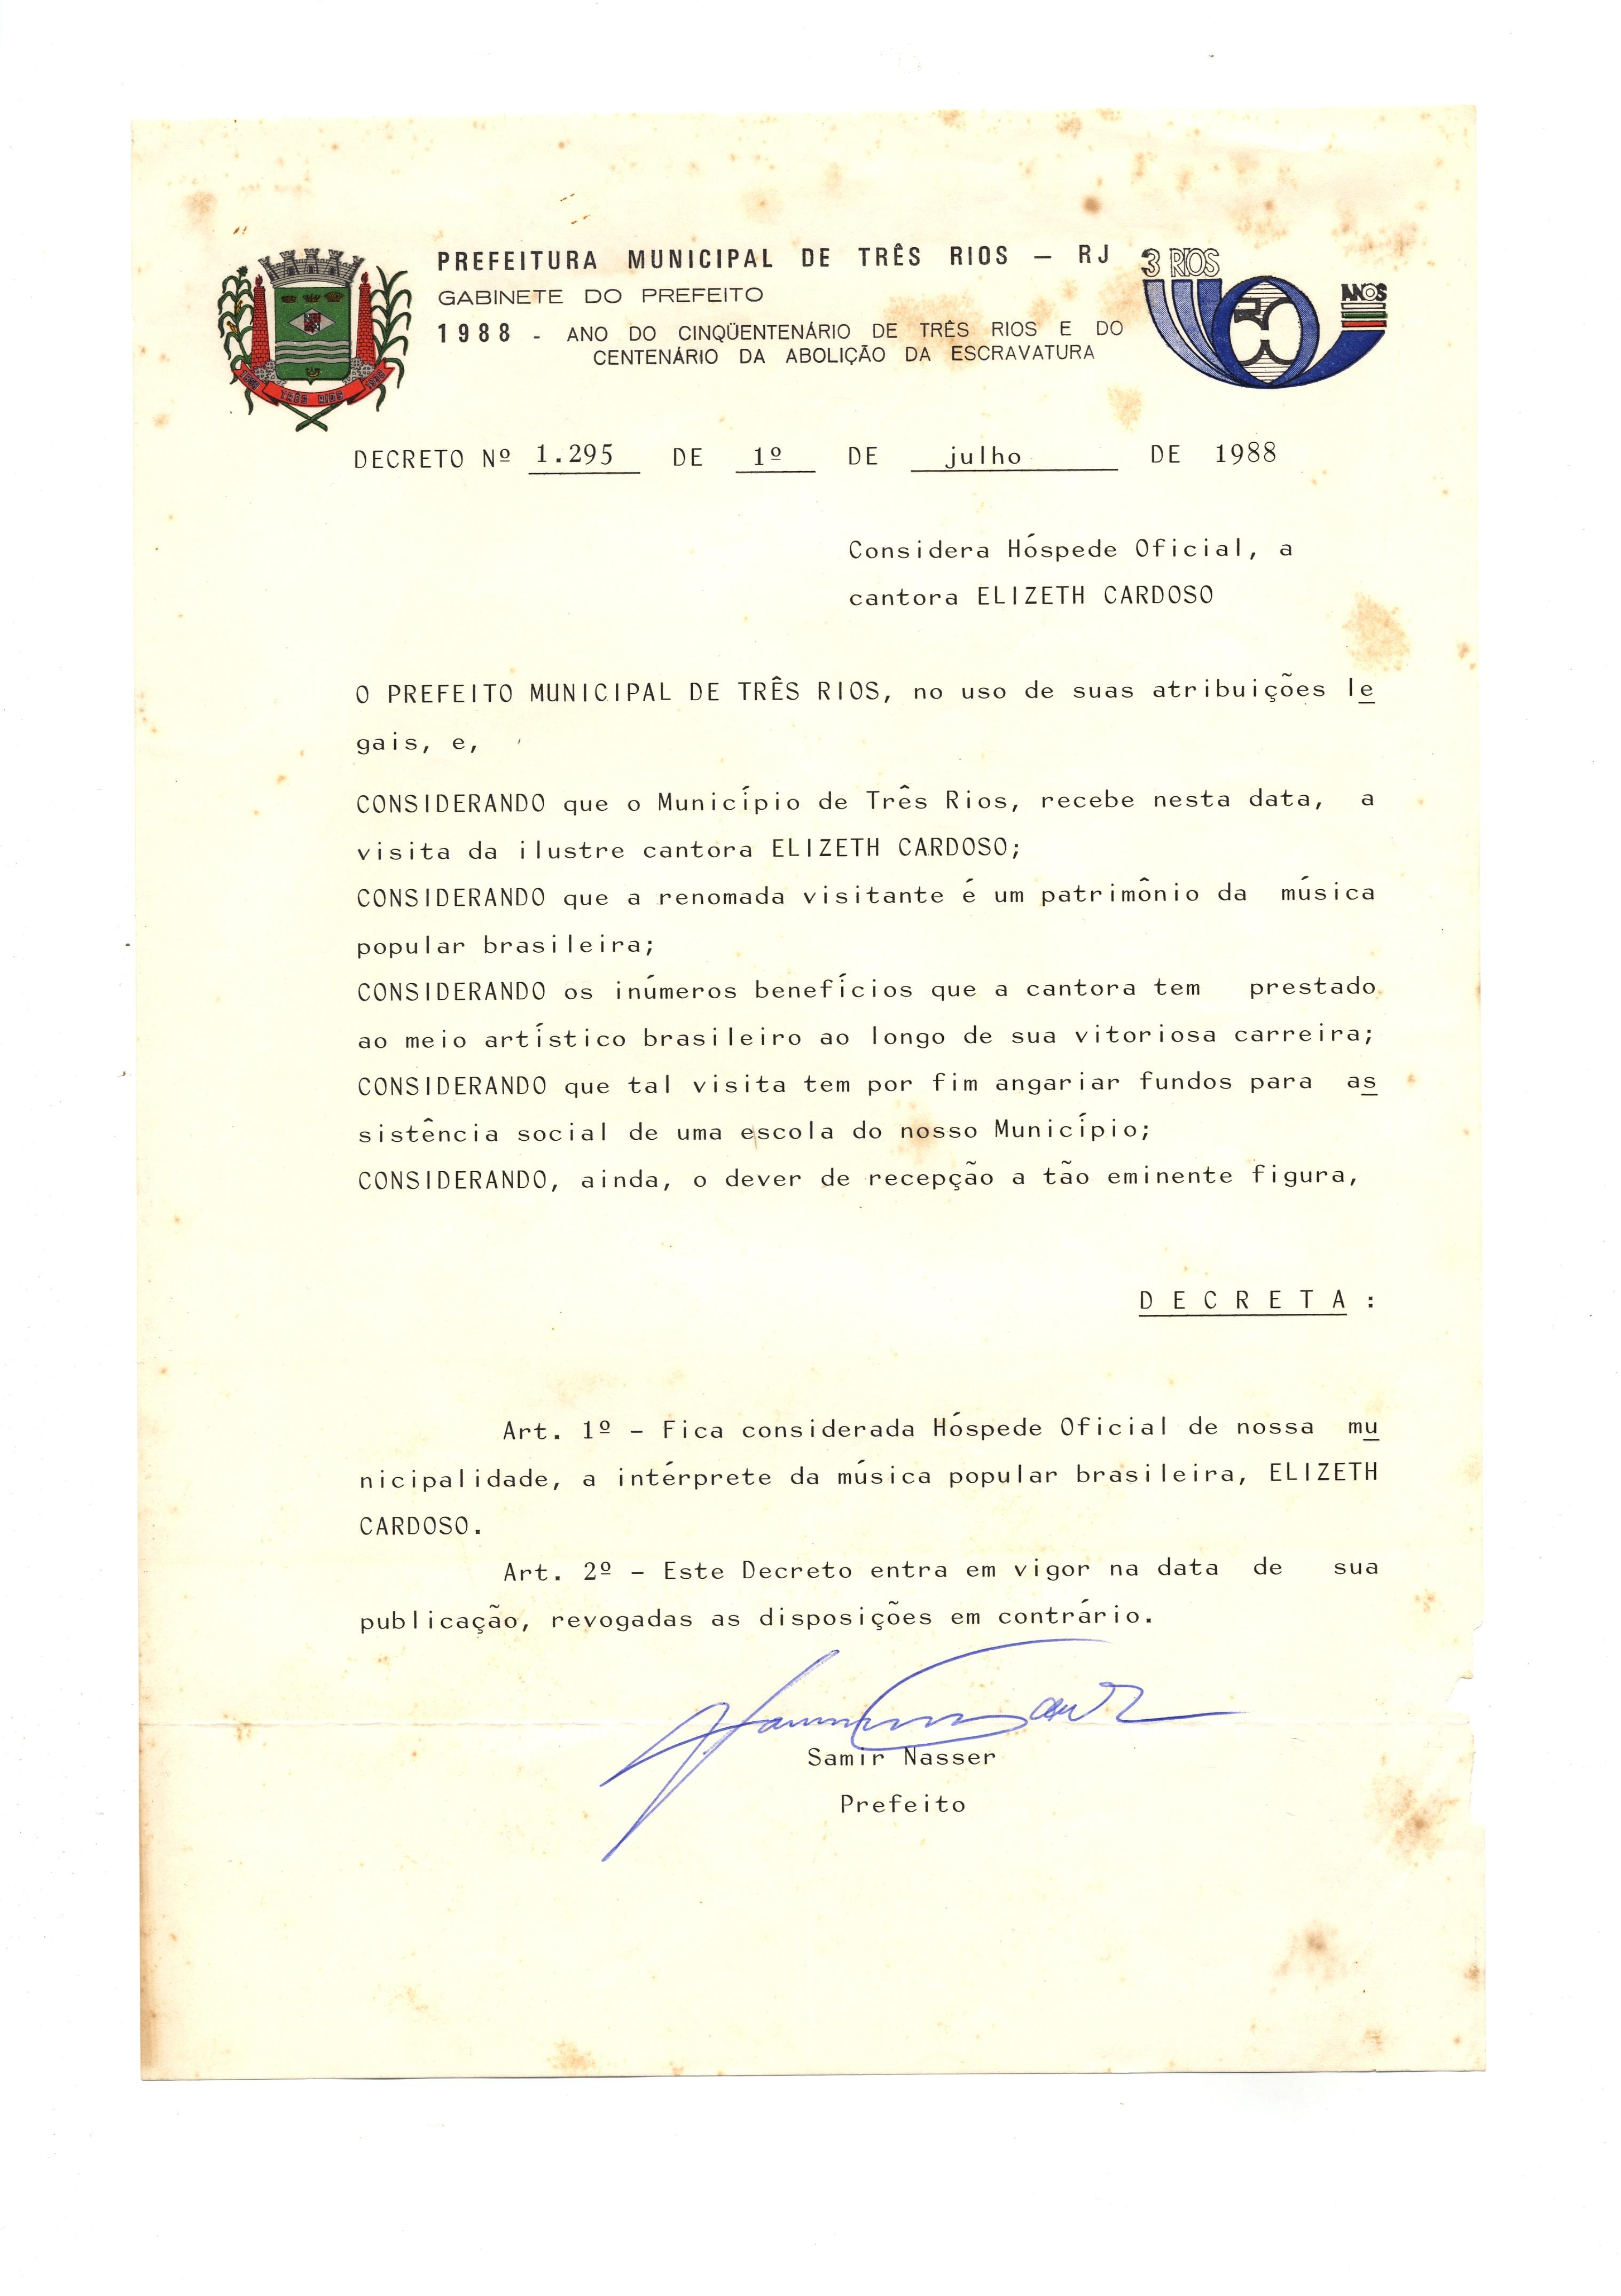 PREFEITURA MUNICIPAL DE TRÊS RIOS — RJ
GABINETE DO PREFEITO
1988 - ANO DO CINQÜENTENÁRIO DE TRÊS RIOS E DO
CENTENÁRIO DA ABOLIÇÃO DA ESCRAVATURA
3 RIOS
50
ANOS
TRÊS RIOS
DECRETO Nº 1.295 DE 1º DE julho DE 1988
Considera Hóspede Oficial, a
cantora ELIZETH CARDOSO
O PREFEITO MUNICIPAL DE TRÊS RIOS, no uso de suas atribuições le
gais, e,
CONSIDERANDO que o Município de Três Rios, recebe nesta data, a
visita da ilustre cantora ELIZETH CARDOSO;
CONSIDERANDO que a renomada visitante é um patrimônio da música
popular brasileira;
CONSIDERANDO os inúmeros benefícios que a cantora tem prestado
ao meio artístico brasileiro ao longo de sua vitoriosa carreira;
CONSIDERANDO que tal visita tem por fim angariar fundos para as
sistência social de uma escola do nosso Município;
CONSIDERANDO, ainda, o dever de recepção a tão eminente figura,
D E C R E T A :
Art. 1º - Fica considerada Hóspede Oficial de nossa mu
nicipalidade, a intérprete da música popular brasileira, ELIZETH
CARDOSO.
Art. 2º - Este Decreto entra em vigor na data de sua
publicação, revogadas as disposições em contrário.
Samir Nasser
Prefeito